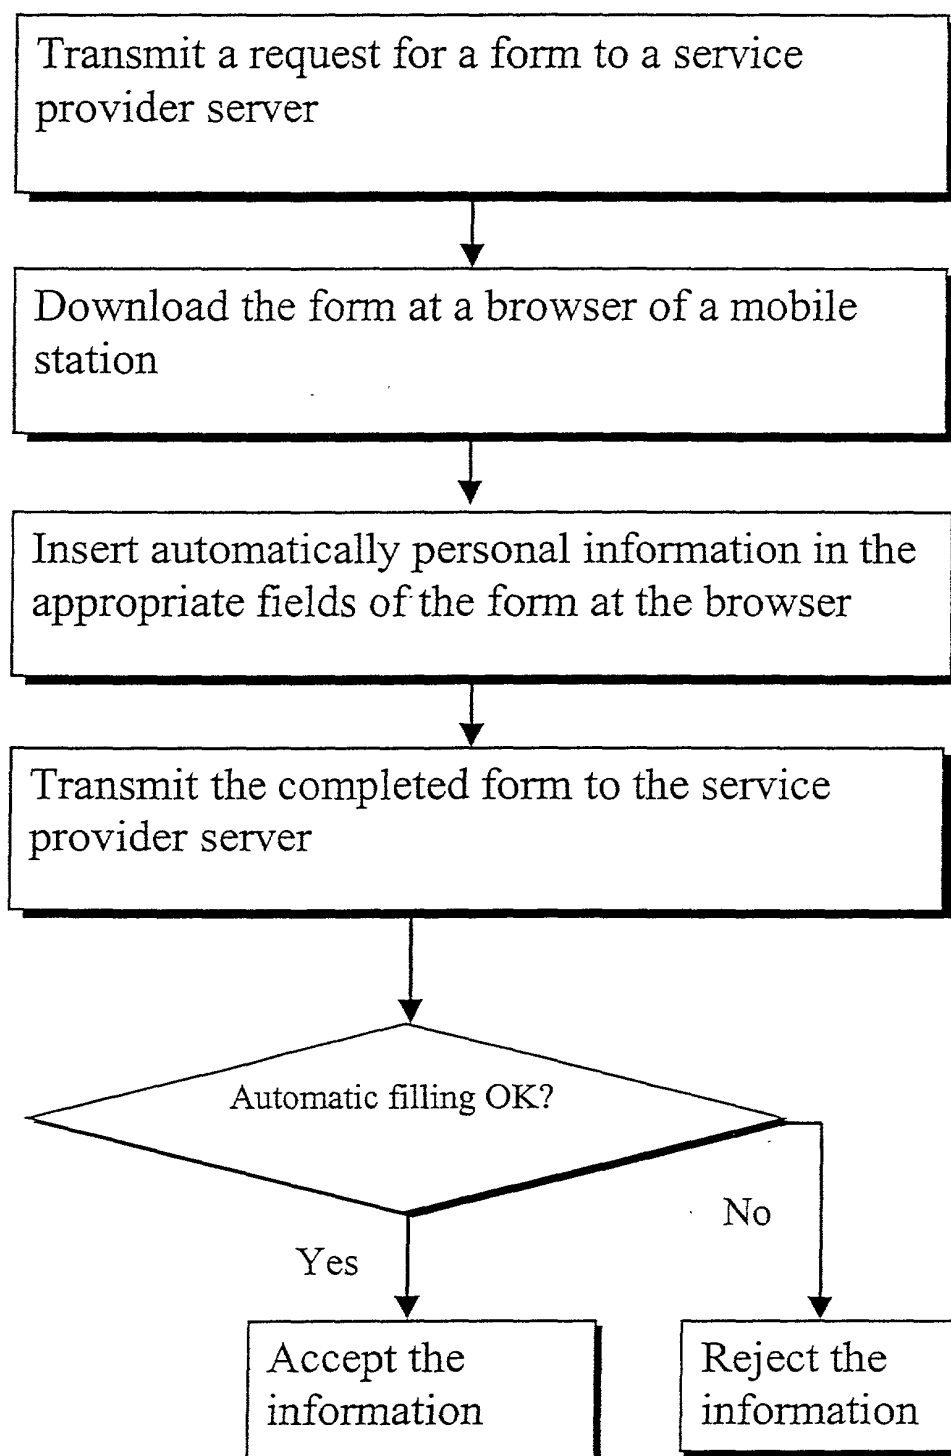 Transmit a request for a form to a service
provider server
Download the form at a browser of a mobile
station
Insert automatically personal information in the
appropriate fields of the form at the browser
Transmit the completed form to the service
provider server
Automatic filling OK?
No
Yes
Accept the
information
Reject the
information